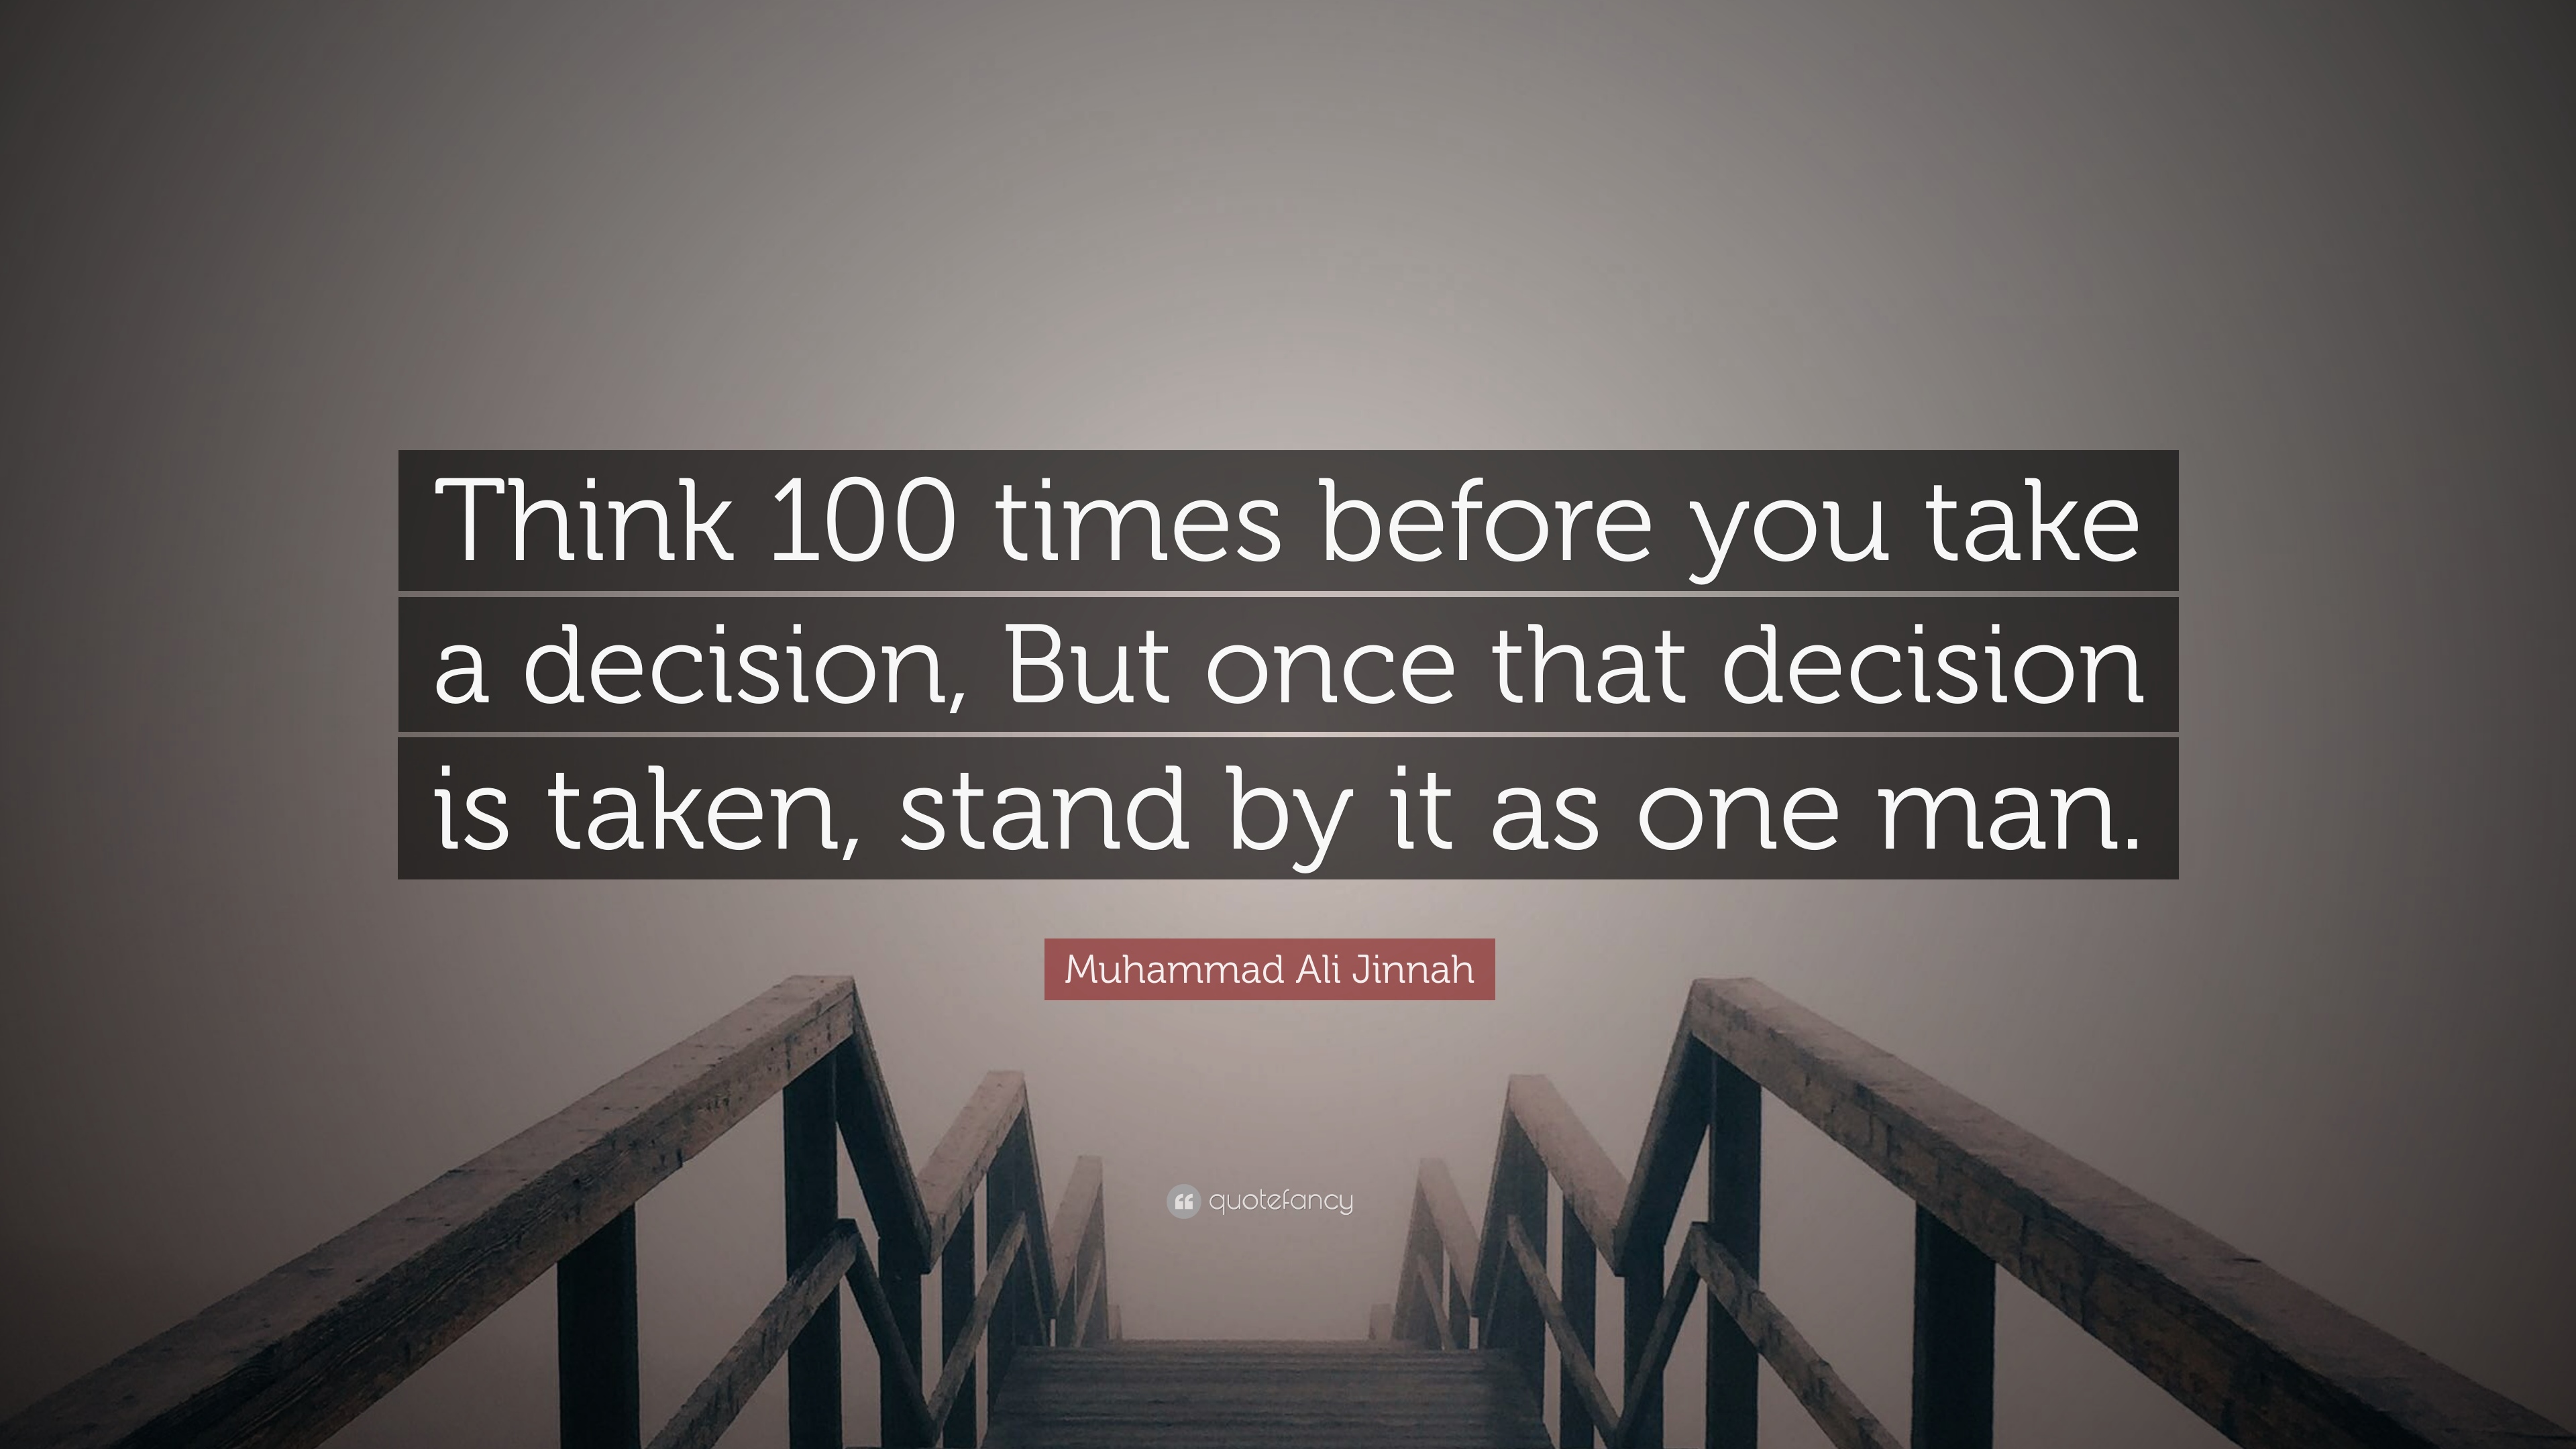 Think 100 times before you take
a decision, But once that decision
is taken, stand by it as one man.
Muhammad Ali Jinnah
quotefancy